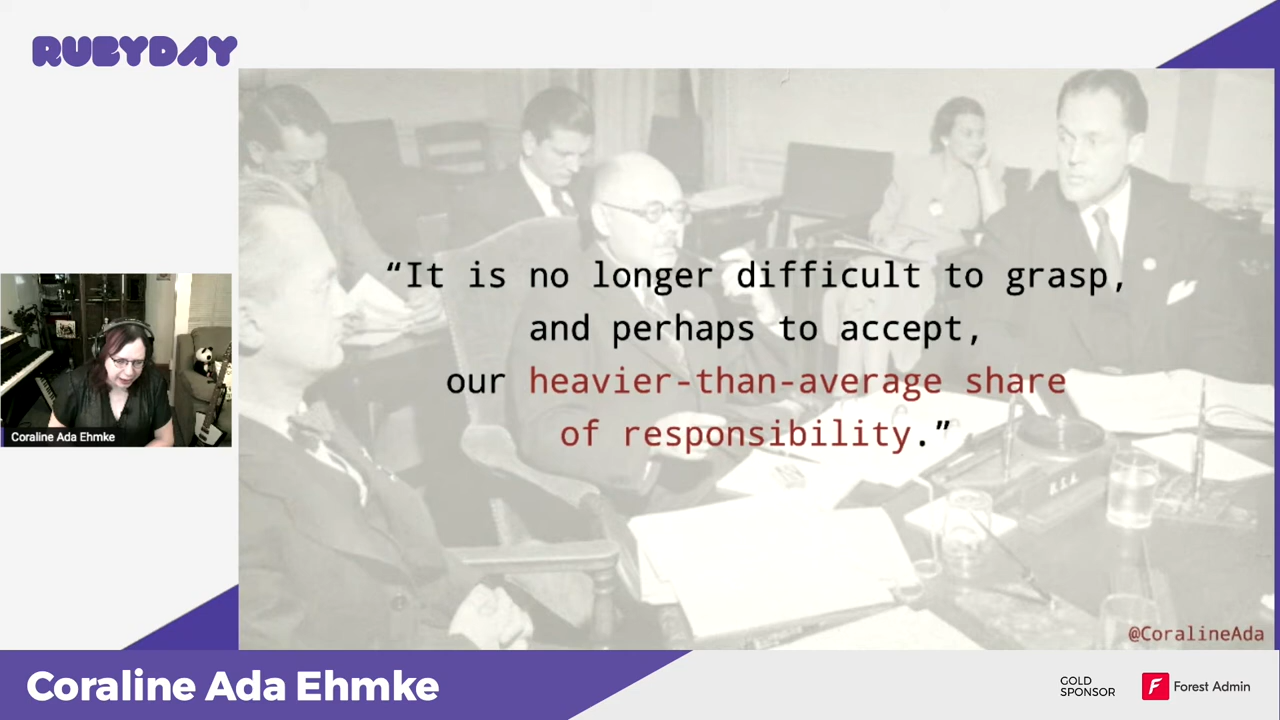 RUBYDAY
“It is no longer difficult to grasp,
and perhaps to accept,
our heavier-than-average share
of responsibility.”
@CoralineAda
Coraline Ada Ehmke
Coraline Ada Ehmke
GOLD
SPONSOR
Forest Admin